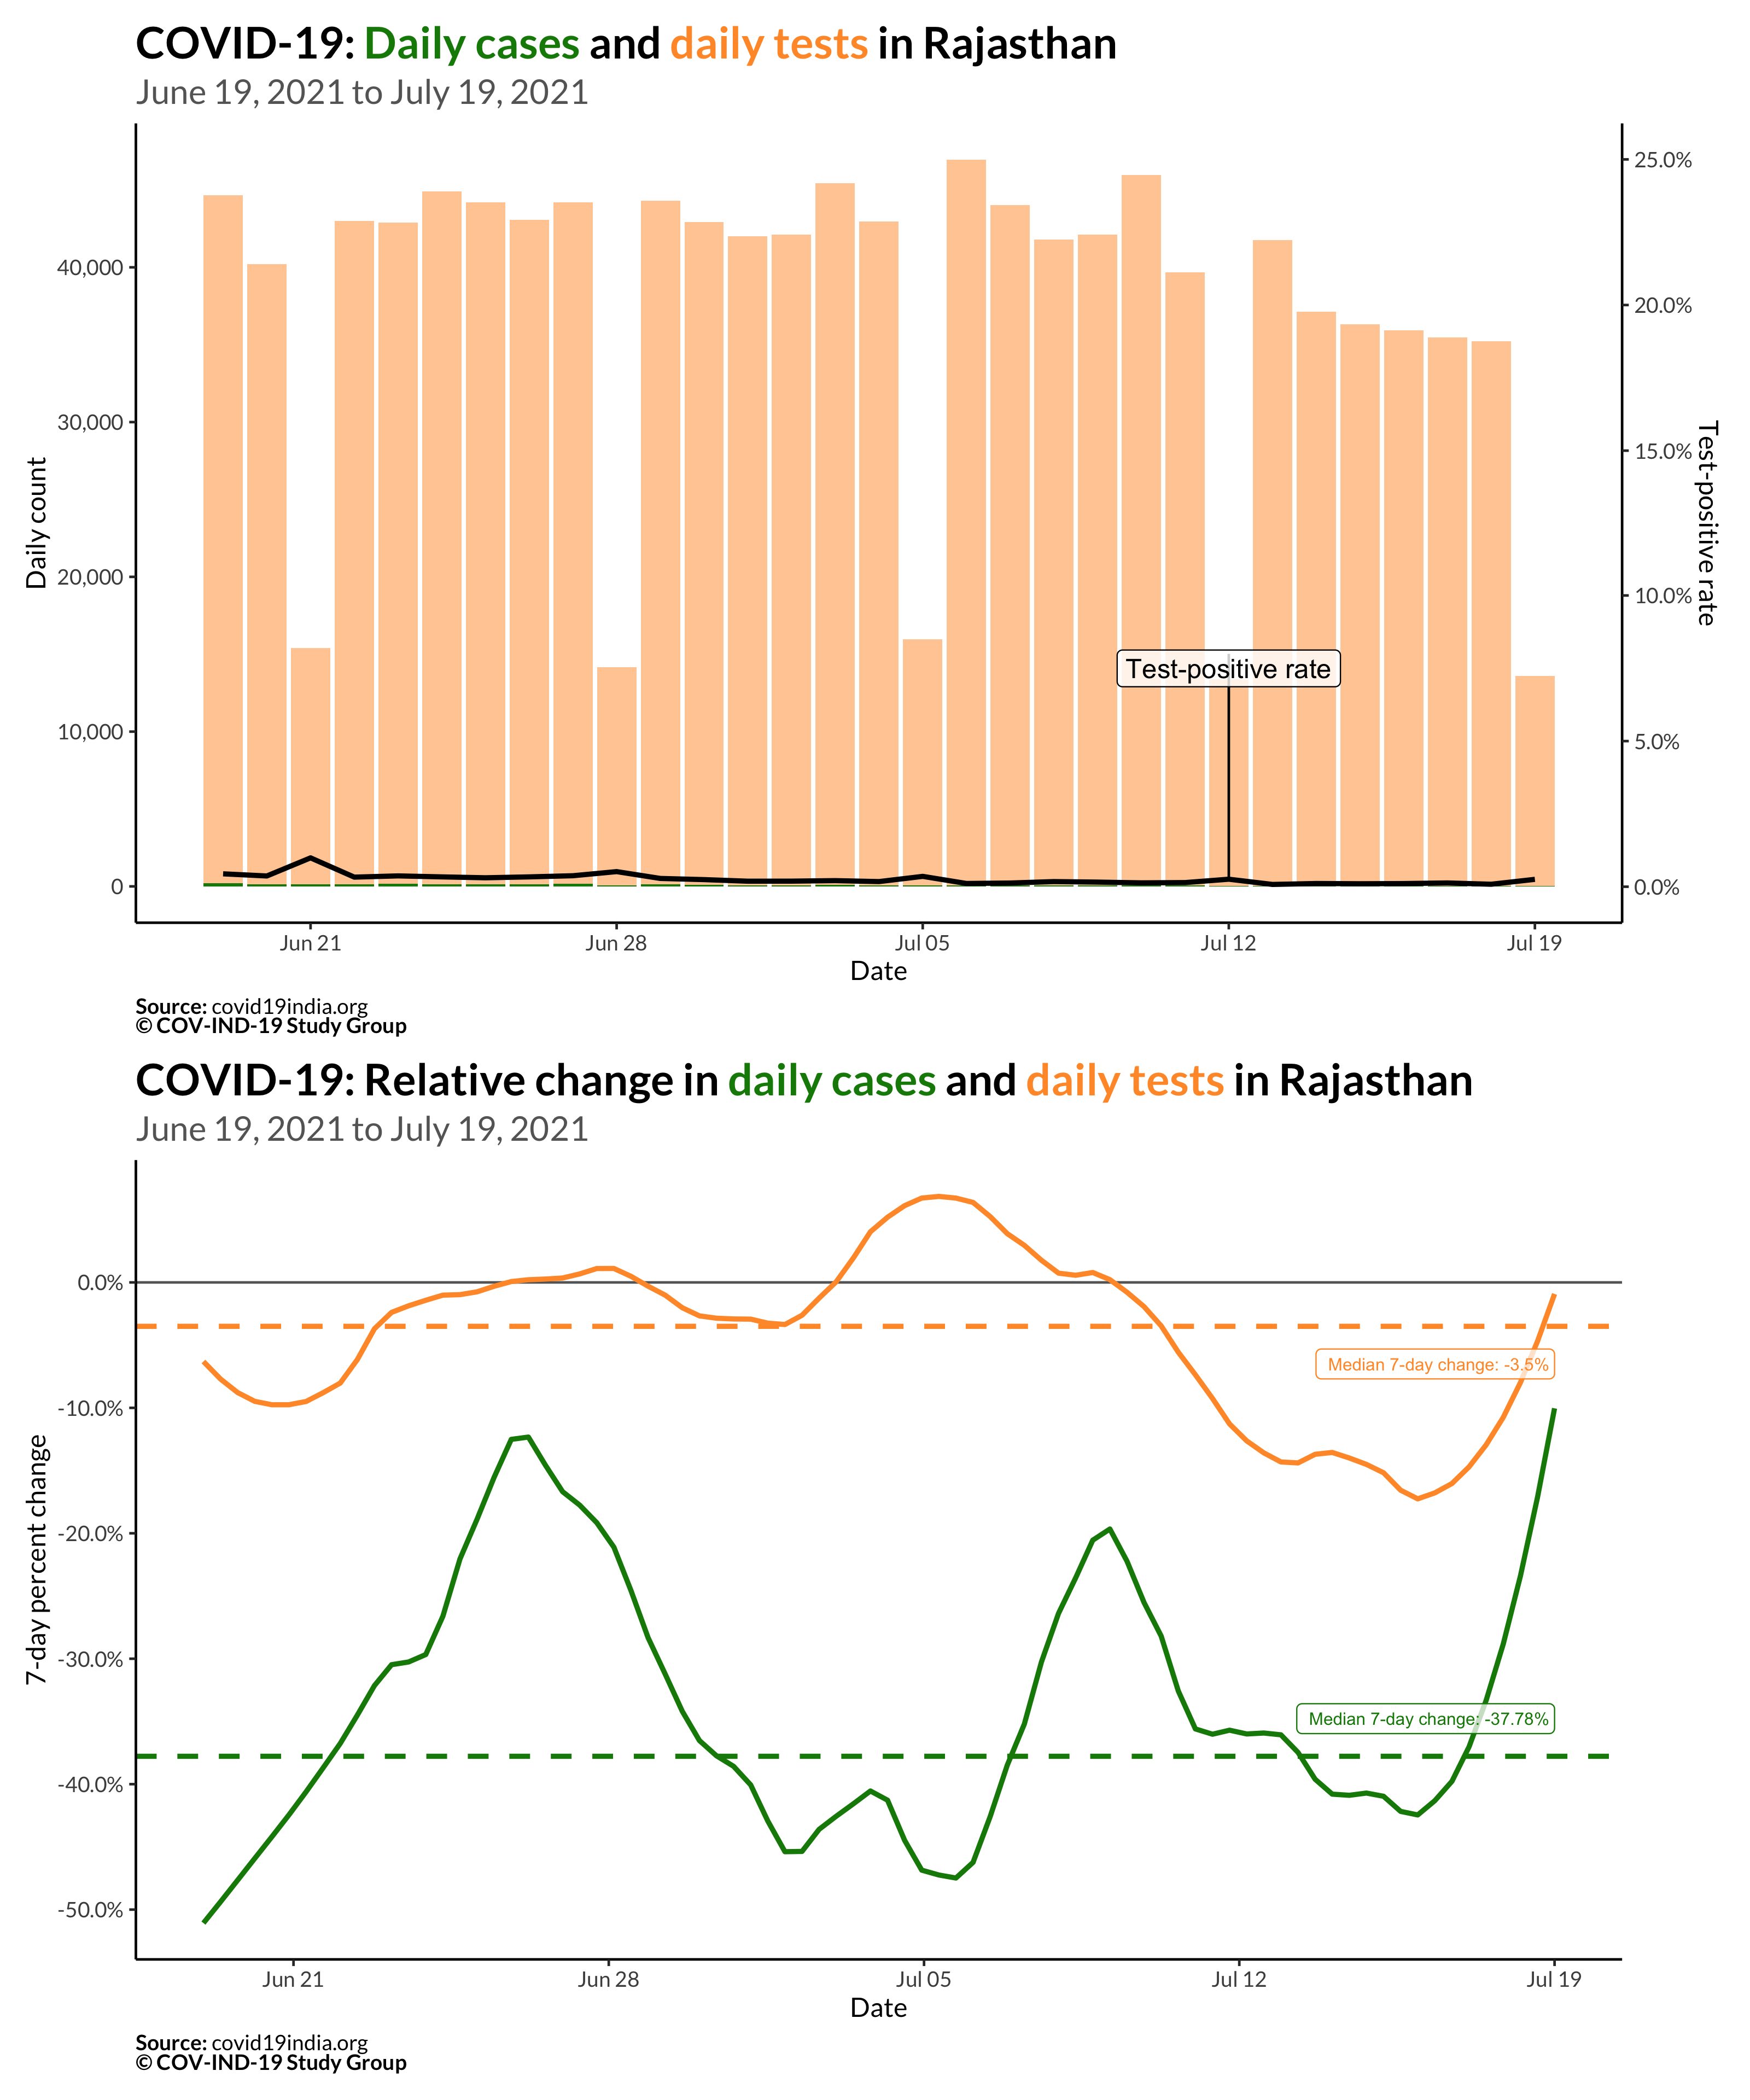 COVID-19: Daily cases and daily tests in Rajasthan
June 19, 2021 to July 19, 2021
Daily count
40,000
30,000
20,000
10,000
0
25.0%
20.0%
15.0%
10.0%
5.0%
0.0%
Test-positive rate
Test-positive rate
Jun 21
Jun 28
Jul 05
Jul 12
Jul 19
Date
Source: covid19india.org
© COV-IND-19 Study Group
COVID-19: Relative change in daily cases and daily tests in Rajasthan
June 19, 2021 to July 19, 2021
7-day percent change
0.0%
-10.0%
-20.0%
-30.0%
-40.0%
-50.0%
Median 7-day change: -3.5%
Median 7-day change: -37.78%
Jun 21
Jun 28
Jul 05
Jul 12
Jul 19
Date
Source: covid19india.org
© COV-IND-19 Study Group